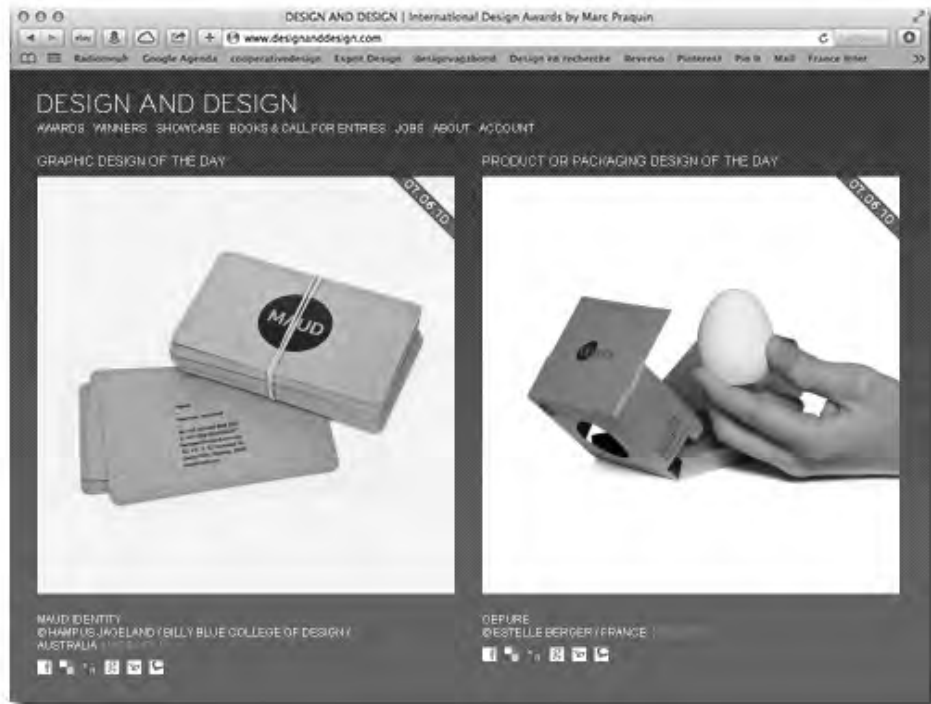 DESIGN AND DESIGN | International Design Awards by Marc Praquin
www.designanddesign.com
Google Agenda cooperativedesign Esprit Design designvagabond Design en recherche Reverso Pinterest Pin It Mail France Inter
DESIGN AND DESIGN
AWARDS WINNERS SHOWCASE BOOKS & CALL FOR ENTRIES JOBS ABOUT ACCOUNT
GRAPHIC DESIGN OF THE DAY
PRODUCT OR PACKAGING DESIGN OF THE DAY
07.06.10
07.06.10
MAUD
MAUD IDENTITY
© HAMPUS JAGELAND / BILLY BLUE COLLEGE OF DESIGN /
AUSTRALIA
OEPURE
© ESTELLE BERGER / FRANCE